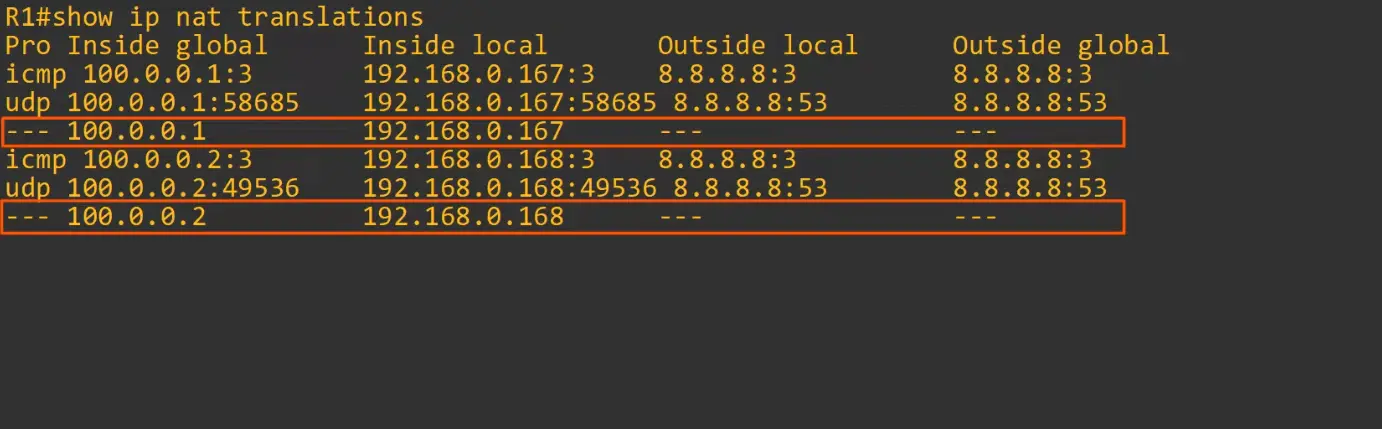 R1#show ip nat translations
Pro Inside global      Inside local       Outside local      Outside global
icmp 100.0.0.1:3       192.168.0.167:3    8.8.8.8:3          8.8.8.8:3
udp 100.0.0.1:58685    192.168.0.167:58685 8.8.8.8:53         8.8.8.8:53
--- 100.0.0.1          192.168.0.167      ---                ---
icmp 100.0.0.2:3       192.168.0.168:3    8.8.8.8:3          8.8.8.8:3
udp 100.0.0.2:49536    192.168.0.168:49536 8.8.8.8:53         8.8.8.8:53
--- 100.0.0.2          192.168.0.168      ---                ---